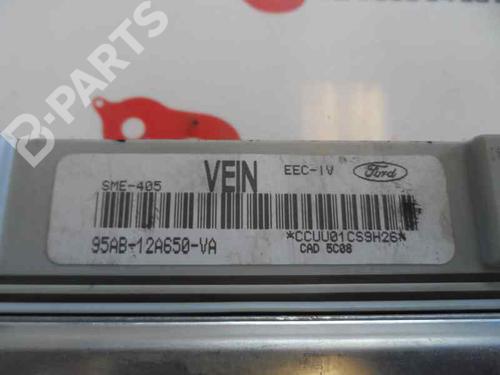 B-PARTS
SME-405 VEIN EEC-IV Ford
95AB-12A650-VA *CCUU01CS9H26*
CAD 5C08